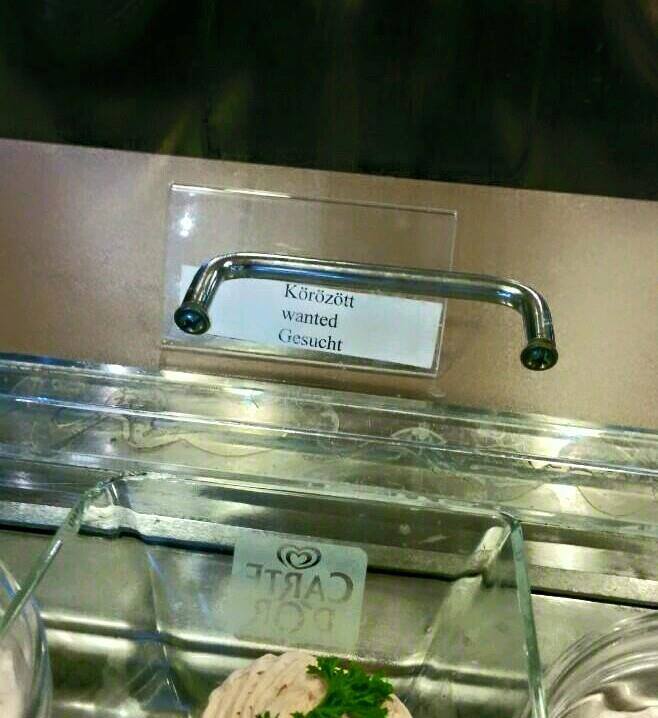 Körözött
wanted
Gesucht
CARTE
D'OR